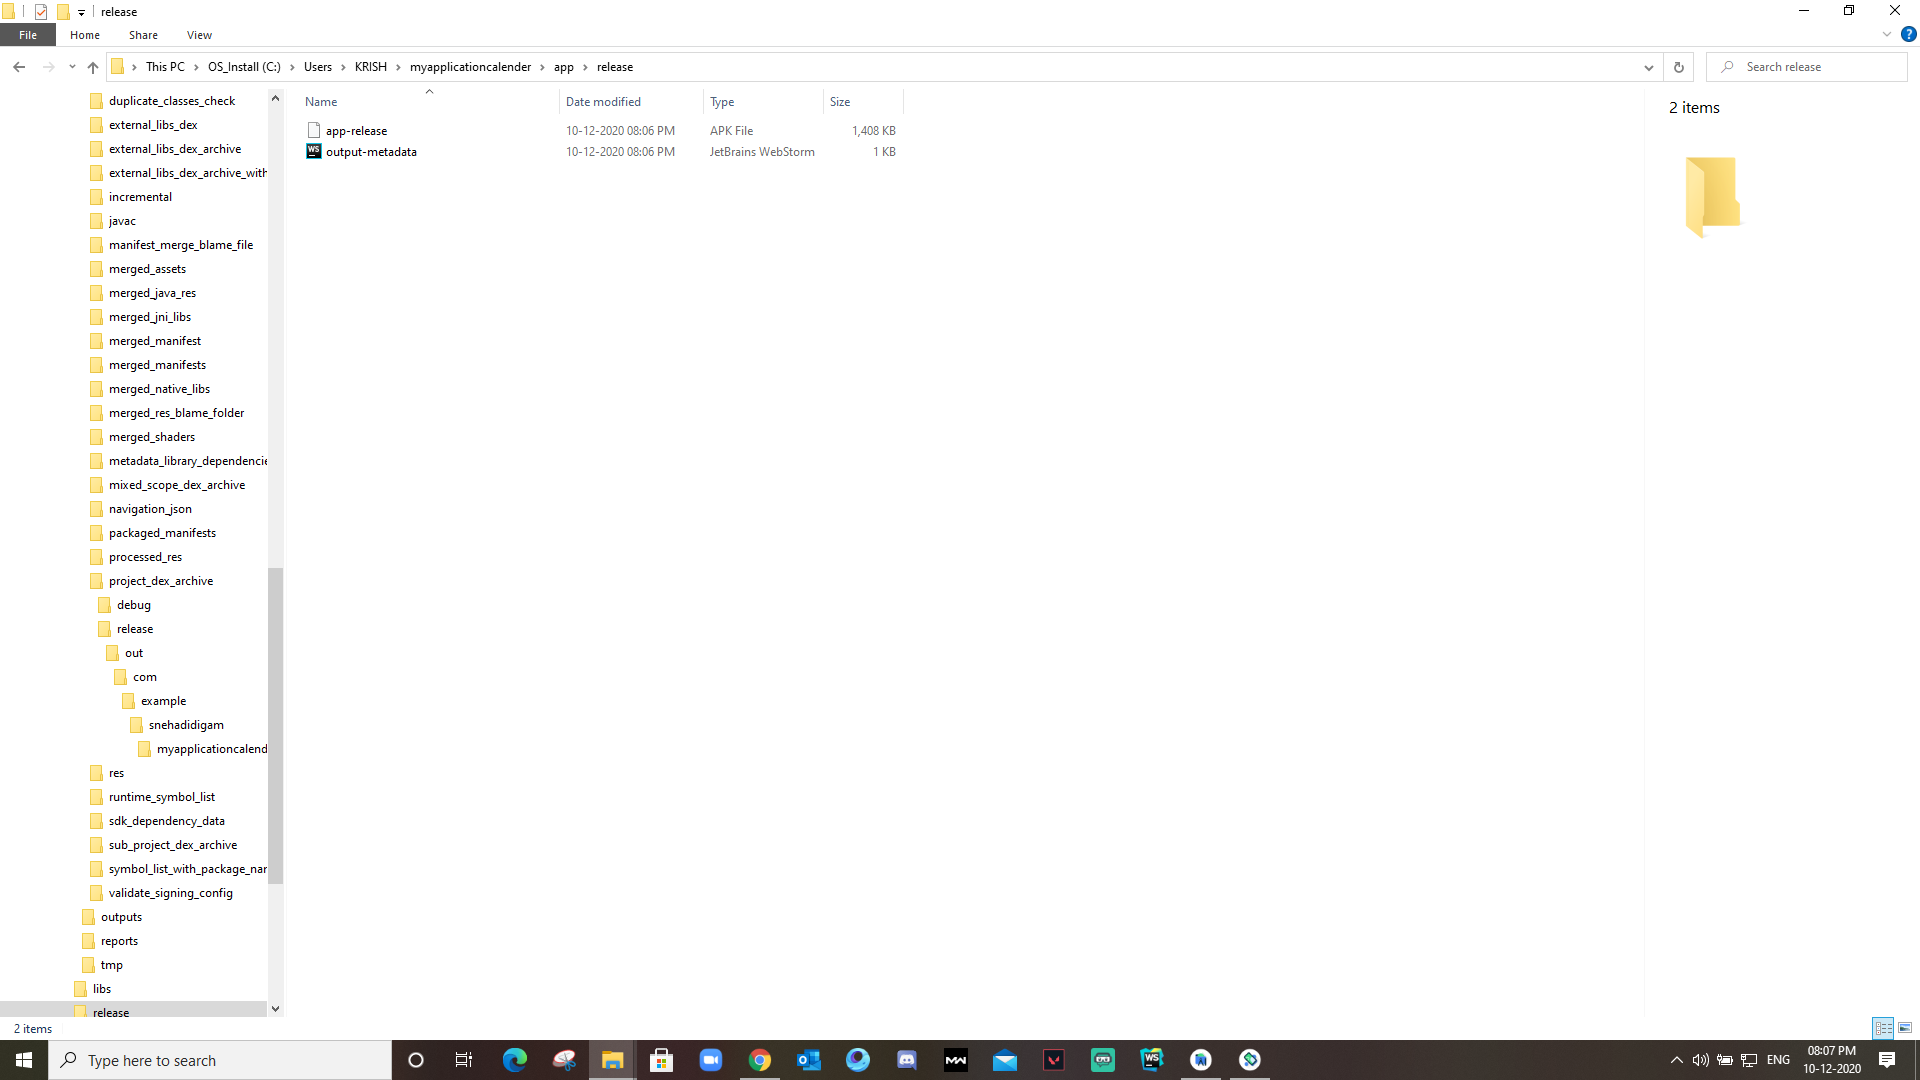 release
File Home Share View
This PC OS_Install (C:) Users KRISH myapplicationcalender app release
Search release
duplicate_classes_check
external_libs_dex
external_libs_dex_archive
external_libs_dex_archive_with
incremental
javac
manifest_merge_blame_file
merged_assets
merged_java_res
merged_jni_libs
merged_manifest
merged_manifests
merged_native_libs
merged_res_blame_folder
merged_shaders
metadata_library_dependencie
mixed_scope_dex_archive
navigation_json
packaged_manifests
processed_res
project_dex_archive
debug
release
out
com
example
snehadidigam
myapplicationcalend
res
runtime_symbol_list
sdk_dependency_data
sub_project_dex_archive
symbol_list_with_package_nar
validate_signing_config
outputs
reports
tmp
libs
release
Name Date modified Type Size
app-release 10-12-2020 08:06 PM APK File 1,408 KB
WS output-metadata 10-12-2020 08:06 PM JetBrains WebStorm 1 KB
2 items
2 items
Type here to search
WS
ENG
08:07 PM
10-12-2020